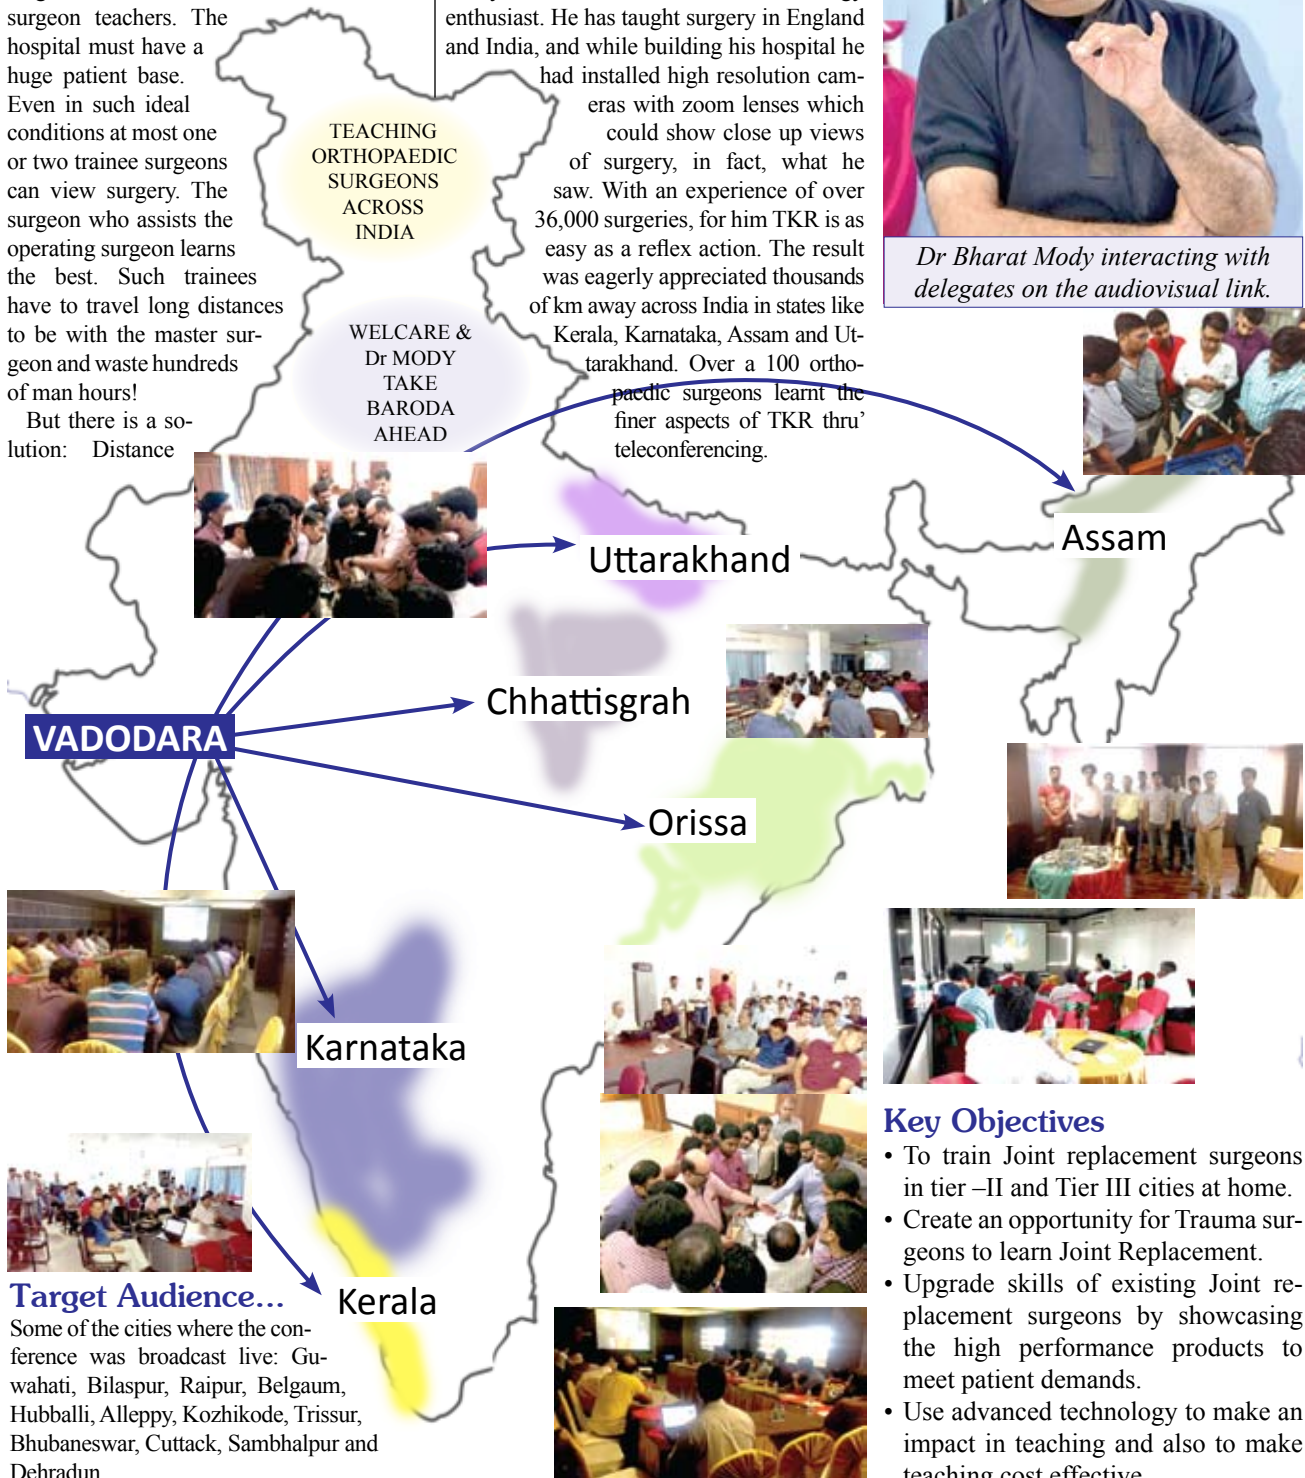 surgeon teachers. The
hospital must have a
huge patient base.
Even in such ideal
conditions at most one
or two trainee surgeons
can view surgery. The
surgeon who assists the
operating surgeon learns
the best. Such trainees
have to travel long distances
to be with the master sur-
geon and waste hundreds
of man hours!
But there is a so-
lution: Distance
TEACHING
ORTHOPAEDIC
SURGEONS
ACROSS
INDIA
WELCARE &
Dr MODY
TAKE
BARODA
AHEAD
enthusiast. He has taught surgery in England
and India, and while building his hospital he
had installed high resolution cam-
eras with zoom lenses which
could show close up views
of surgery, in fact, what he
saw. With an experience of over
36,000 surgeries, for him TKR is as
easy as a reflex action. The result
was eagerly appreciated thousands
of km away across India in states like
Kerala, Karnataka, Assam and Ut-
tarakhand. Over a 100 ortho-
paedic surgeons learnt the
finer aspects of TKR thru’
teleconferencing.
Dr Bharat Mody interacting with
delegates on the audiovisual link.
Assam
Uttarakhand
Chhattisgrah
VADODARA
Orissa
Karnataka
Kerala
Target Audience...
Some of the cities where the con-
ference was broadcast live: Gu-
wahati, Bilaspur, Raipur, Belgaum,
Hubballi, Alleppy, Kozhikode, Trissur,
Bhubaneswar, Cuttack, Sambhalpur and
Dehradun
Key Objectives
• To train Joint replacement surgeons
in tier –II and Tier III cities at home.
• Create an opportunity for Trauma sur-
geons to learn Joint Replacement.
• Upgrade skills of existing Joint re-
placement surgeons by showcasing
the high performance products to
meet patient demands.
• Use advanced technology to make an
impact in teaching and also to make
teaching cost effective